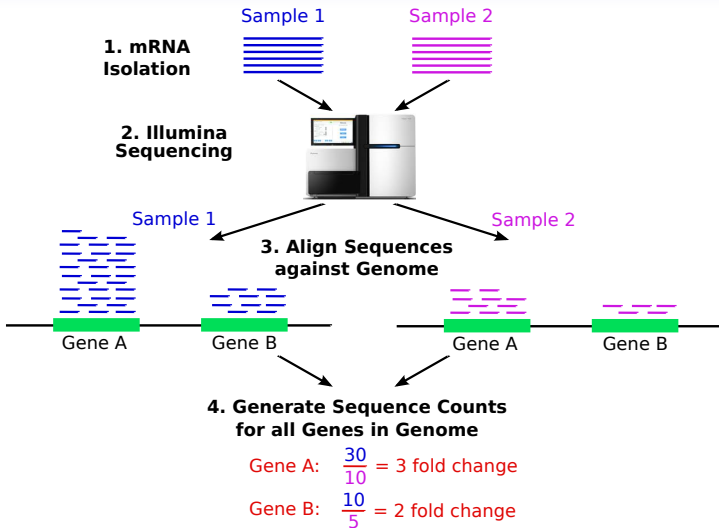 Sample 1
Sample 2
1. mRNA
Isolation
2. Illumina
Sequencing
Sample 1
Sample 2
3. Align Sequences
against Genome
Gene A
Gene B
Gene A
Gene B
4. Generate Sequence Counts
for all Genes in Genome
Gene A: 30/10 = 3 fold change
Gene B: 10/5 = 2 fold change